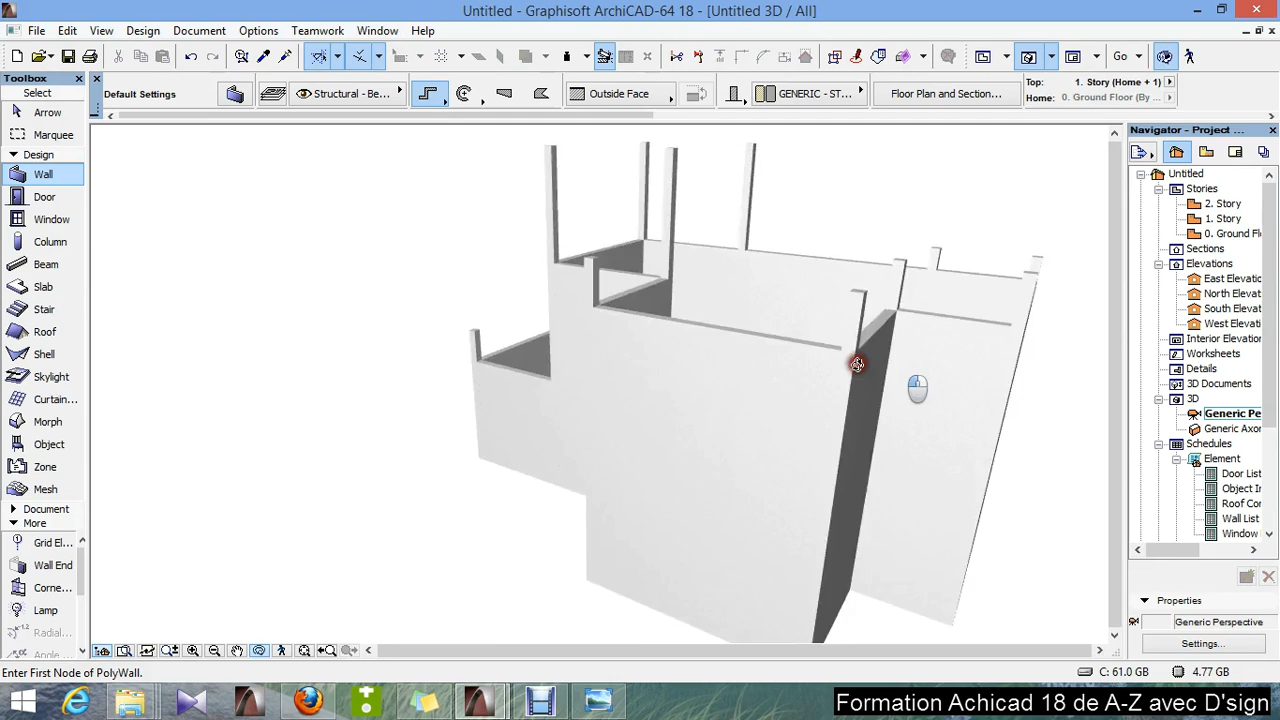 Untitled - Graphisoft ArchiCAD-64 18 - [Untitled 3D / All]
File Edit View Design Document Options Teamwork Window Help
Toolbox
Select
Arrow
Marquee
Design
Wall
Door
Window
Column
Beam
Slab
Stair
Roof
Shell
Skylight
Curtain...
Morph
Object
Zone
Mesh
Document
More
Grid El...
Wall End
Corne...
Lamp
Radial...
Angle
Default Settings
Structural - Be...
Outside Face
GENERIC - ST...
Floor Plan and Section...
Top: 1. Story (Home + 1)
Home: 0. Ground Floor (By ...
Go
Navigator - Project ...
Untitled
Stories
2. Story
1. Story
0. Ground Fl
Sections
Elevations
East Elevatio
North Elevat
South Elevat
West Elevati
Interior Elevatio
Worksheets
Details
3D Documents
3D
Generic Pe
Generic Axor
Schedules
Element
Door List
Object In
Roof Cor
Wall List
Window
Properties
Generic Perspective
Settings...
Enter First Node of PolyWall.
C: 61.0 GB
4.77 GB
Formation Achicad 18 de A-Z avec D'sign